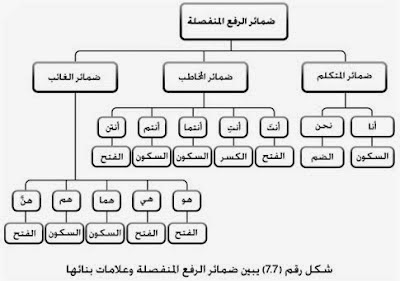 ضمائر الرفع المنفصلة
ضمائر المتكلم ضمائر المخاطب ضمائر الغائب
أنا نحن أنتَ أنتِ أنتما أنتم أنتن
السكون الضم الفتح الكسر السكون السكون الفتح
هو هي هما هم هنَّ
الفتح الفتح السكون السكون الفتح
شكل رقم (7.7) يبين ضمائر الرفع المنفصلة وعلامات بنائها